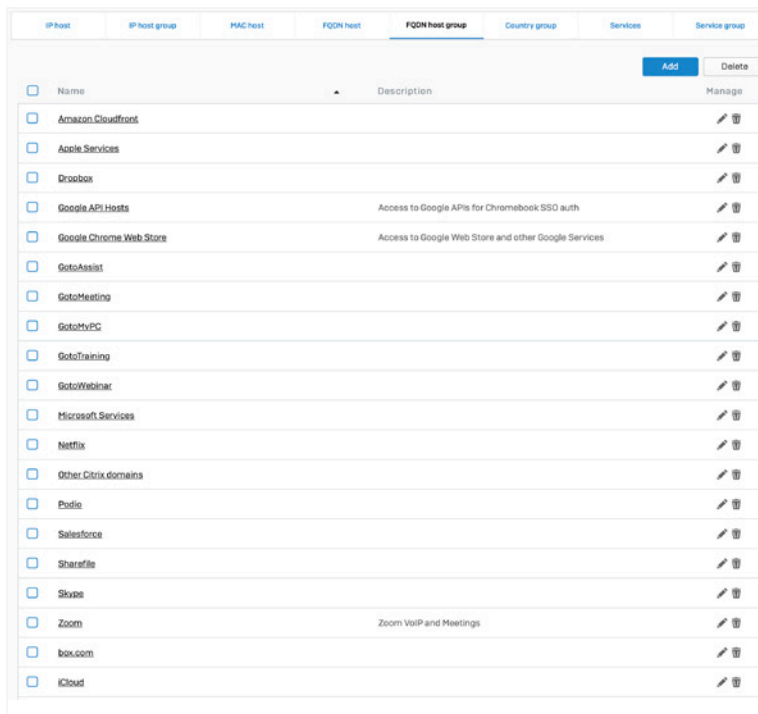 IP host IP host group MAC host FQDN host FQDN host group Country group Services Service group
Add Delete
Name Description Manage
Amazon Cloudfront
Apple Services
Dropbox
Google API Hosts Access to Google APIs for Chromebook SSO auth
Google Chrome Web Store Access to Google Web Store and other Google Services
GotoAssist
GotoMeeting
GotoMyPC
GotoTraining
GotoWebinar
Microsoft Services
Netflix
Other Citrix domains
Podio
Salesforce
Sharefile
Skype
Zoom Zoom VoIP and Meetings
box.com
iCloud